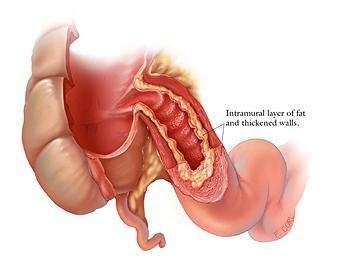 Intramural layer of fat
and thickened walls.